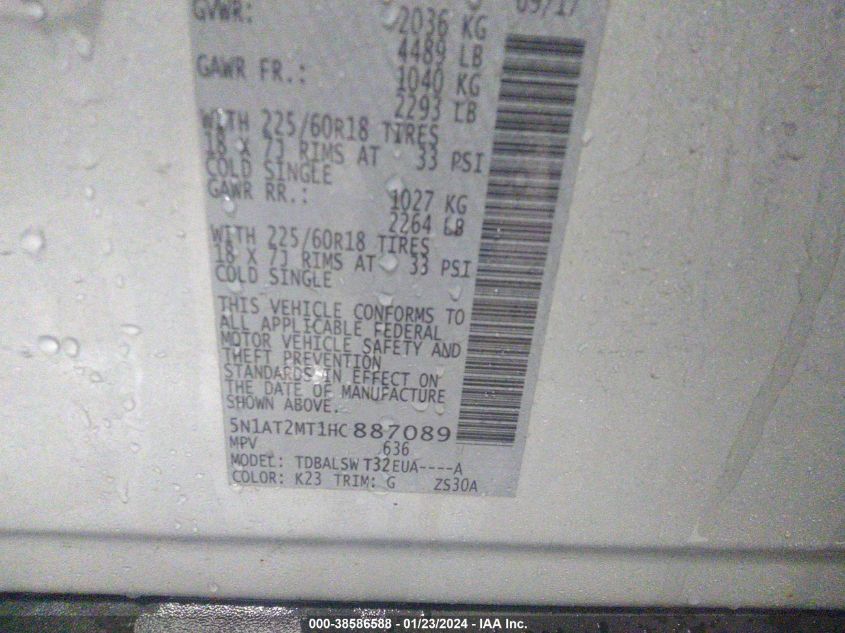 09/17
GVWR: 2036 KG
4489 LB
GAWR FR.: 1040 KG
2293 LB
WITH 225/60R18 TIRES
18 X 7J RIMS AT 33 PSI
COLD SINGLE
GAWR RR.: 1027 KG
2264 LB
WITH 225/60R18 TIRES
18 X 7J RIMS AT 33 PSI
COLD SINGLE
THIS VEHICLE CONFORMS TO
ALL APPLICABLE FEDERAL
MOTOR VEHICLE SAFETY AND
THEFT PREVENTION
STANDARDS IN EFFECT ON
THE DATE OF MANUFACTURE
SHOWN ABOVE.
5N1AT2MT1HC887089
MPV 636
MODEL: TDBALSW T32EUA----A
COLOR: K23 TRIM: G ZS30A
000-38586588 - 01/23/2024 - IAA Inc.